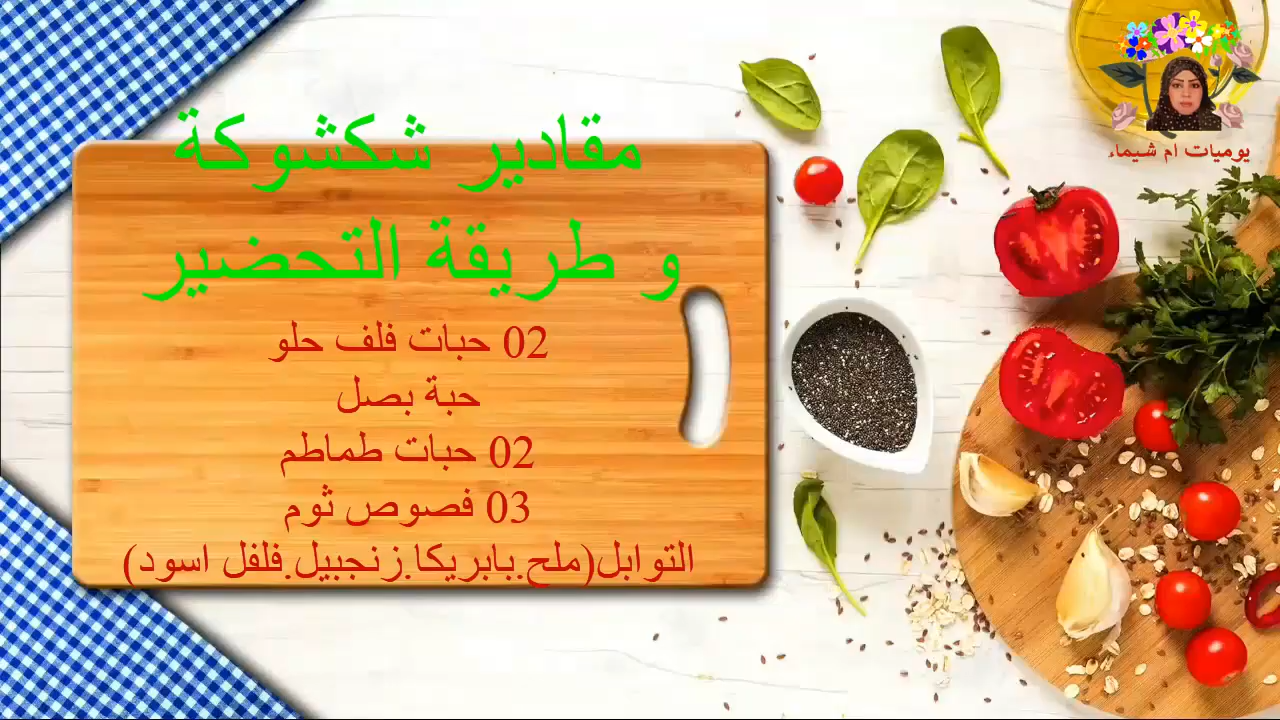 مقادير شكشوكة
و طريقة التحضير
02 حبات فلف حلو
حبة بصل
02 حبات طماطم
03 فصوص ثوم
التوابل(ملح.بابريكا.زنجبيل.فلفل اسود)
يوميات ام شيماء